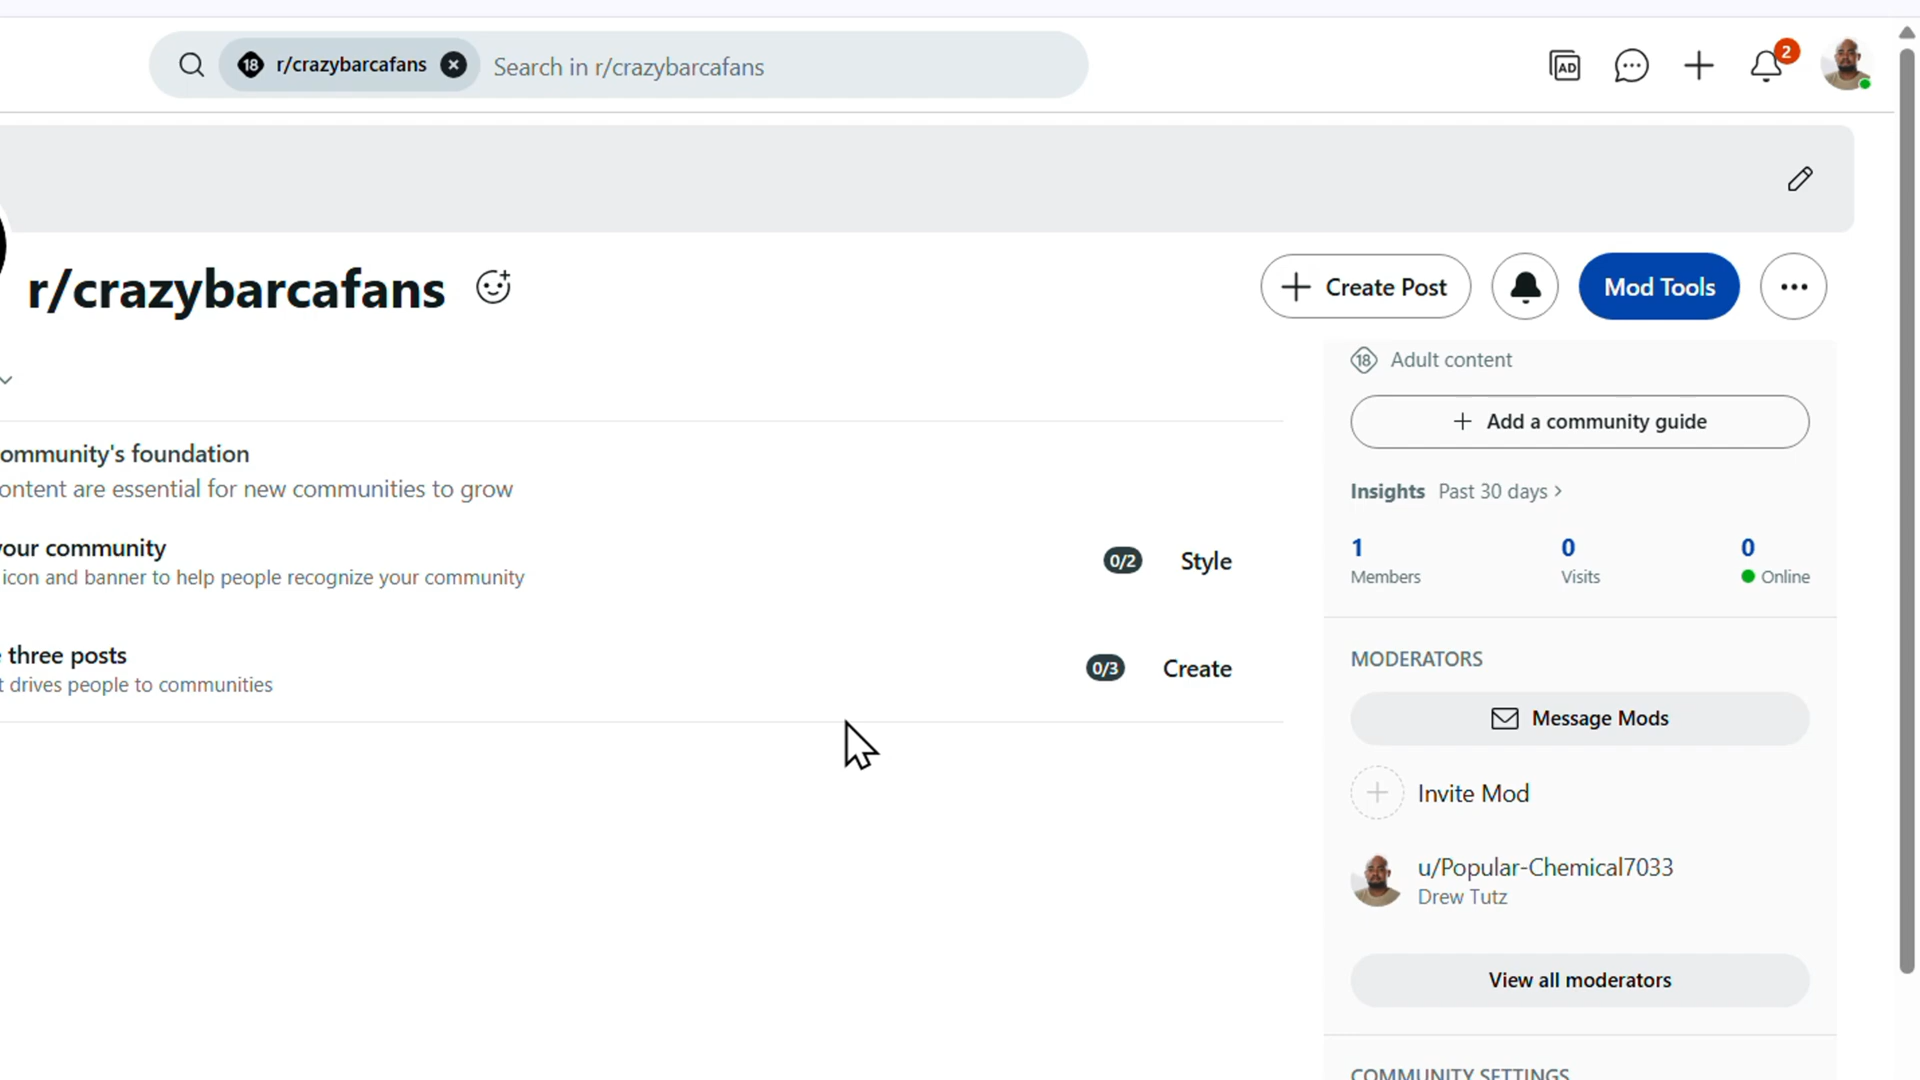 18 r/crazybarcafans Search in r/crazybarcafans AD 2
r/crazybarcafans
Create Post
Mod Tools
18 Adult content
Add a community guide
ommunity's foundation
ontent are essential for new communities to grow
our community
icon and banner to help people recognize your community
0/2 Style
three posts
t drives people to communities
0/3 Create
Insights Past 30 days >
1 0 0
Members Visits Online
MODERATORS
Message Mods
Invite Mod
u/Popular-Chemical7033
Drew Tutz
View all moderators
COMMUNITY SETTINGS